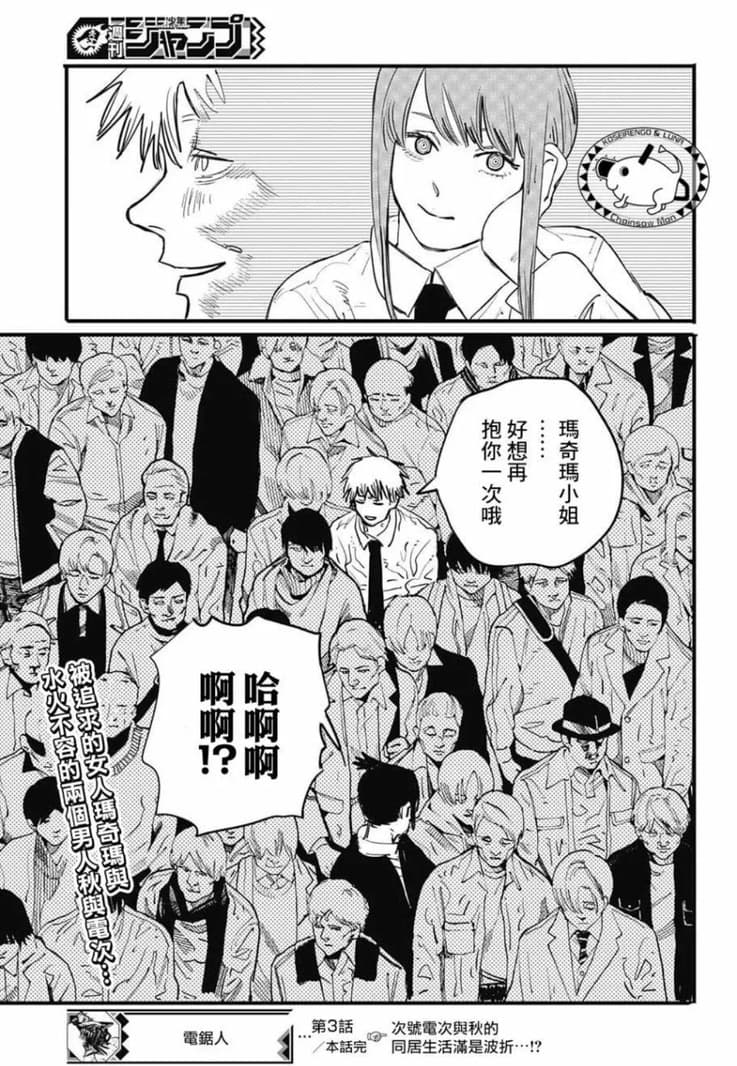 週刊少年ジャンプ
KOSEIRENGO & LUNA
Chainsaw Man
瑪奇瑪小姐
……
好想再
抱你一次哦
哈啊啊
啊啊!?
被追求的女人瑪奇瑪與
水火不容的兩個男人秋與電次…
電鋸人
…第3話
／本話完
次號電次與秋的
同居生活滿是波折…!?